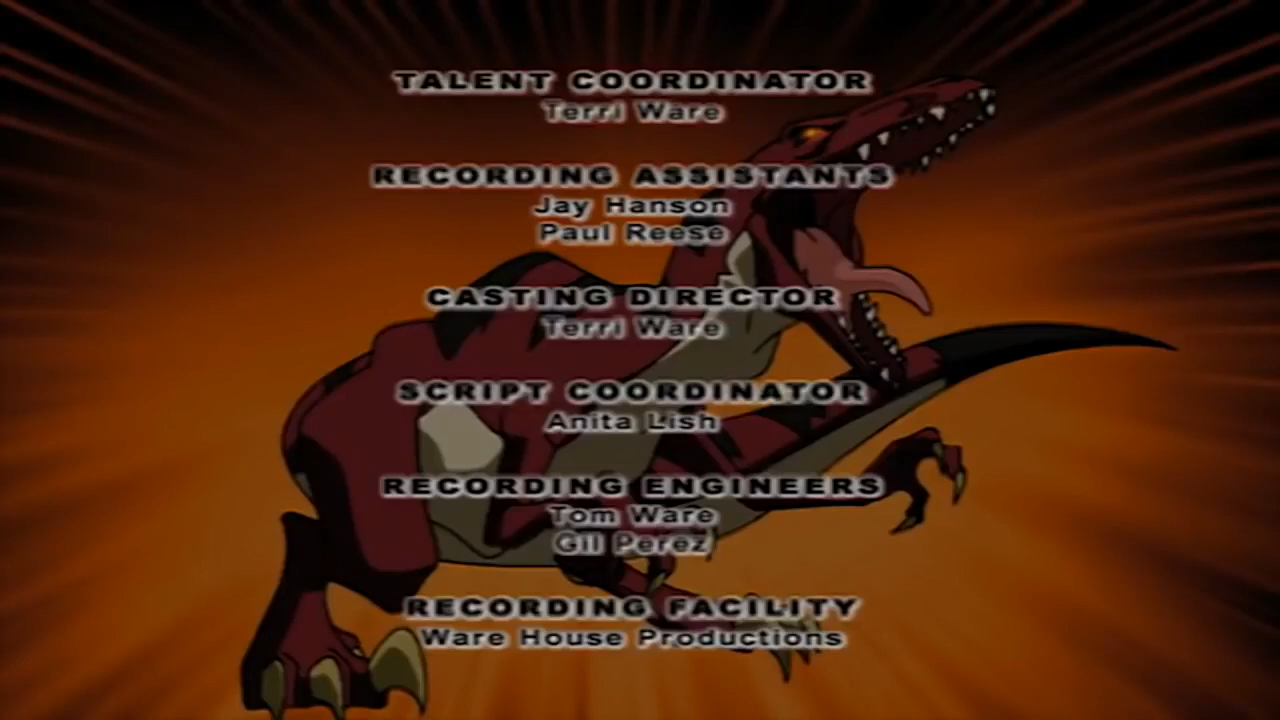 TALENT COORDINATOR
Terri Ware
RECORDING ASSISTANTS
Jay Hanson
Paul Reese
CASTING DIRECTOR
Terri Ware
SCRIPT COORDINATOR
Anita Lish
RECORDING ENGINEERS
Tom Ware
Gil Perez
RECORDING FACILITY
Ware House Productions